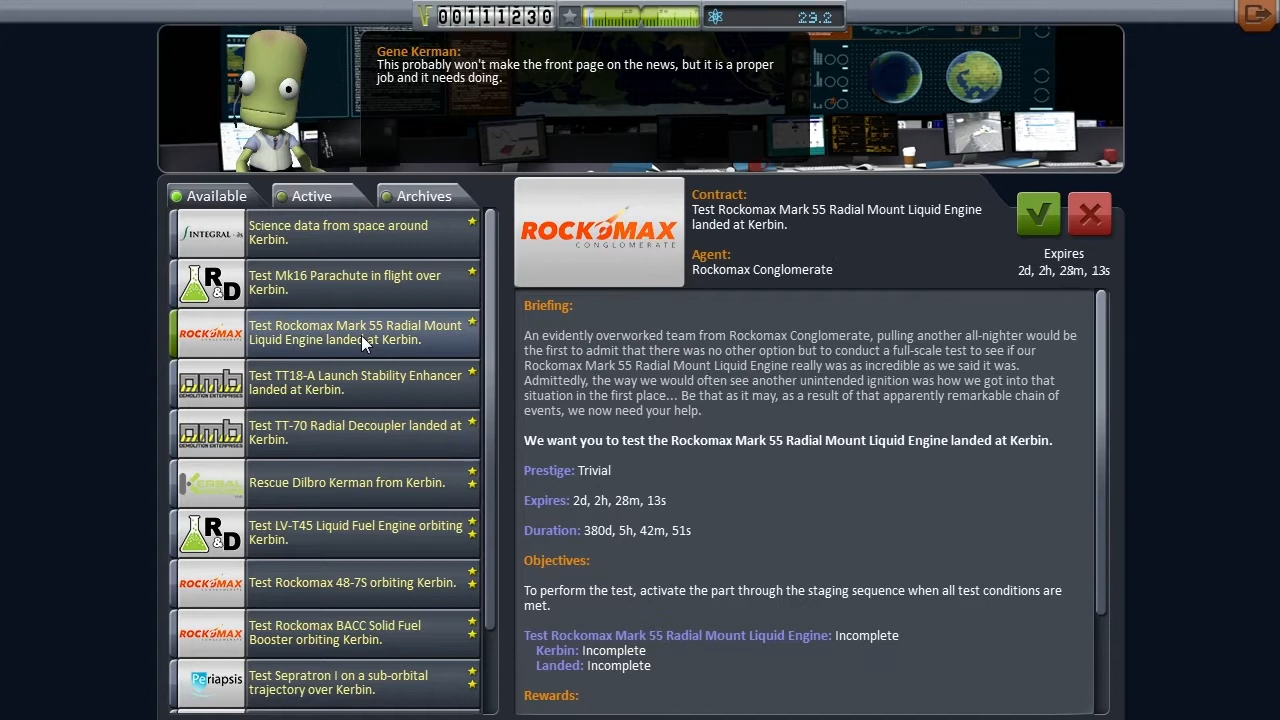 00111230
29.2
Gene Kerman:
This probably won't make the front page on the news, but it is a proper
job and it needs doing.
Available
Active
Archives
INTEGRAL
Science data from space around
Kerbin.
R&D
Test Mk16 Parachute in flight over
Kerbin.
ROCKOMAX
Test Rockomax Mark 55 Radial Mount
Liquid Engine landed at Kerbin.
OMB
DEMOLITION ENTERPRISES
Test TT18-A Launch Stability Enhancer
landed at Kerbin.
OMB
DEMOLITION ENTERPRISES
Test TT-70 Radial Decoupler landed at
Kerbin.
Kerbal
Rescue Dilbro Kerman from Kerbin.
R&D
Test LV-T45 Liquid Fuel Engine orbiting
Kerbin.
ROCKOMAX
Test Rockomax 48-7S orbiting Kerbin.
ROCKOMAX
Test Rockomax BACC Solid Fuel
Booster orbiting Kerbin.
Periapsis
Test Sepratron I on a sub-orbital
trajectory over Kerbin.
ROCKOMAX
CONGLOMERATE
Contract:
Test Rockomax Mark 55 Radial Mount Liquid Engine
landed at Kerbin.
Agent:
Rockomax Conglomerate
Expires
2d, 2h, 28m, 13s
Briefing:
An evidently overworked team from Rockomax Conglomerate, pulling another all-nighter would be
the first to admit that there was no other option but to conduct a full-scale test to see if our
Rockomax Mark 55 Radial Mount Liquid Engine really was as incredible as we said it was.
Admittedly, the way we would often see another unintended ignition was how we got into that
situation in the first place... Be that as it may, as a result of that apparently remarkable chain of
events, we now need your help.
We want you to test the Rockomax Mark 55 Radial Mount Liquid Engine landed at Kerbin.
Prestige: Trivial
Expires: 2d, 2h, 28m, 13s
Duration: 380d, 5h, 42m, 51s
Objectives:
To perform the test, activate the part through the staging sequence when all test conditions are
met.
Test Rockomax Mark 55 Radial Mount Liquid Engine: Incomplete
Kerbin: Incomplete
Landed: Incomplete
Rewards: